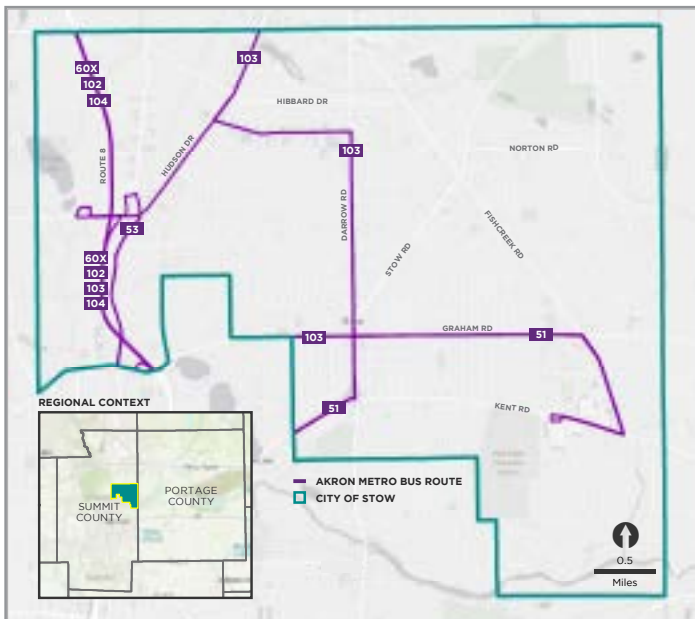 103
60X
102
104
HIBBARD DR
HUDSON DR
ROUTE 8
103
NORTON RD
DARROW RD
FISHCREEK RD
53
STOW RD
60X
102
103
104
103
GRAHAM RD
51
51
KENT RD
REGIONAL CONTEXT
SUMMIT
COUNTY
PORTAGE
COUNTY
AKRON METRO BUS ROUTE
CITY OF STOW
0.5
Miles